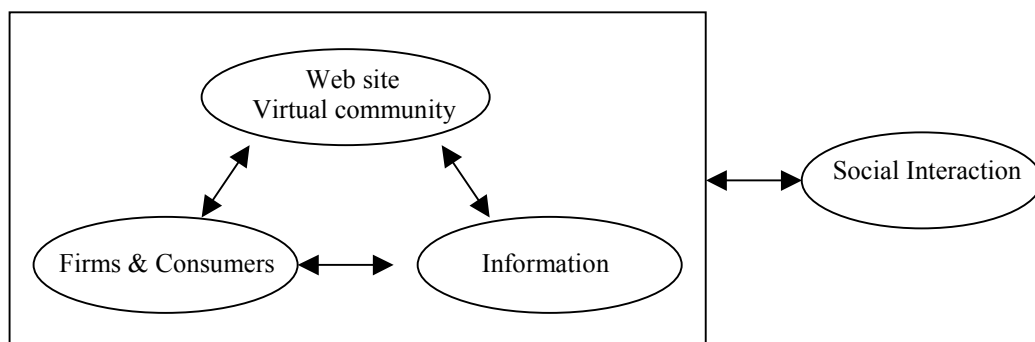 Web site
Virtual community
Social Interaction
Firms & Consumers
Information